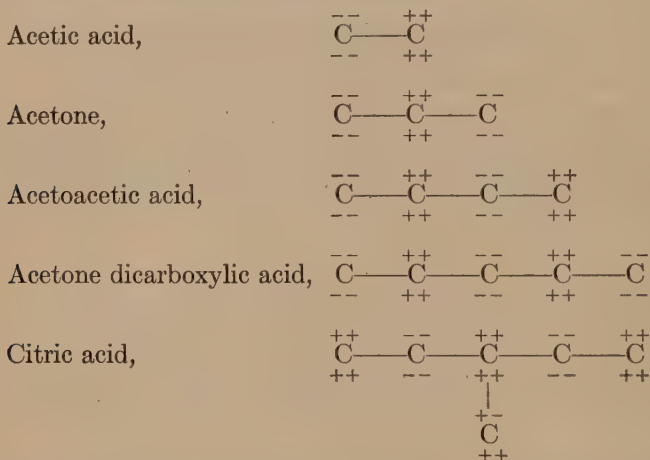 -- ++
Acetic acid, C—C
-- ++
-- ++ --
Acetone, C—C—C
-- ++ --
-- ++ -- ++
Acetoacetic acid, C—C—C—C
-- ++ -- ++
-- ++ -- ++ --
Acetone dicarboxylic acid, C—C—C—C—C
-- ++ -- ++ --
++ -- ++ -- ++
Citric acid, C—C—C—C—C
++ -- ++ -- ++
|
+-
C
++